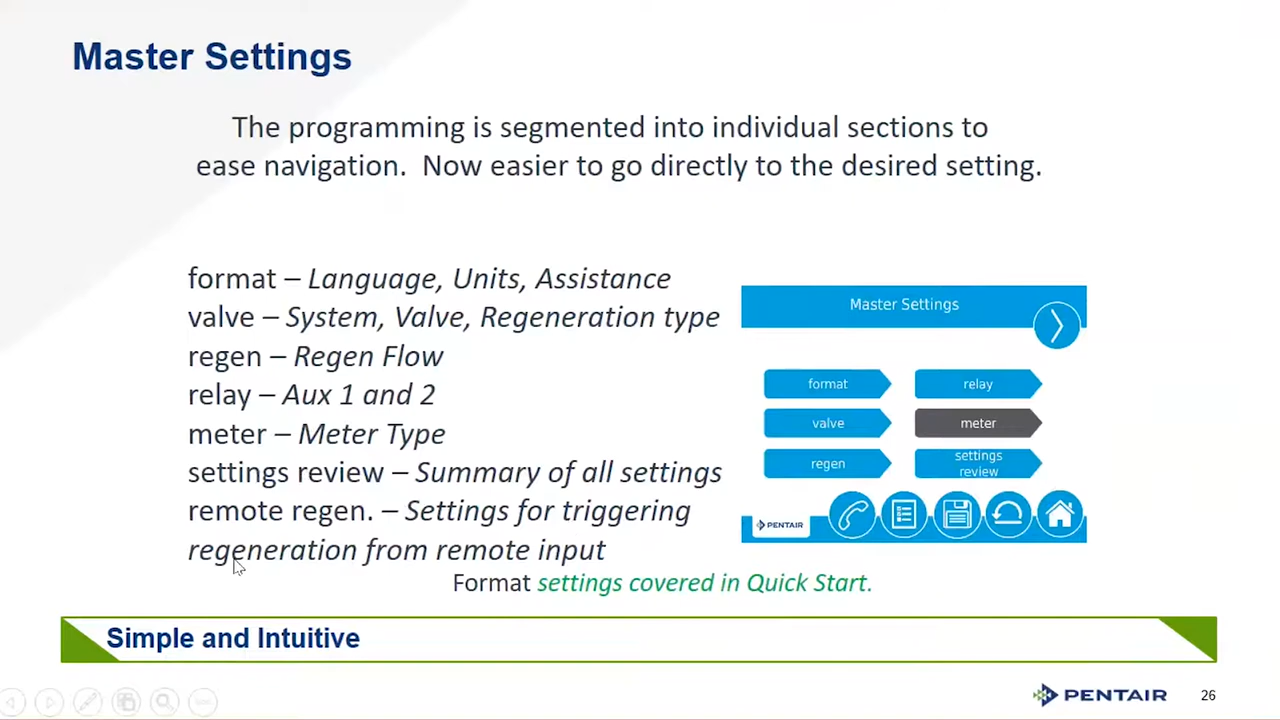 Master Settings
The programming is segmented into individual sections to
ease navigation.  Now easier to go directly to the desired setting.
format – Language, Units, Assistance
valve – System, Valve, Regeneration type
regen – Regen Flow
relay – Aux 1 and 2
meter – Meter Type
settings review – Summary of all settings
remote regen. – Settings for triggering
regeneration from remote input
Master Settings
format
relay
valve
meter
regen
settings
review
PENTAIR
Format settings covered in Quick Start.
Simple and Intuitive
PENTAIR
26